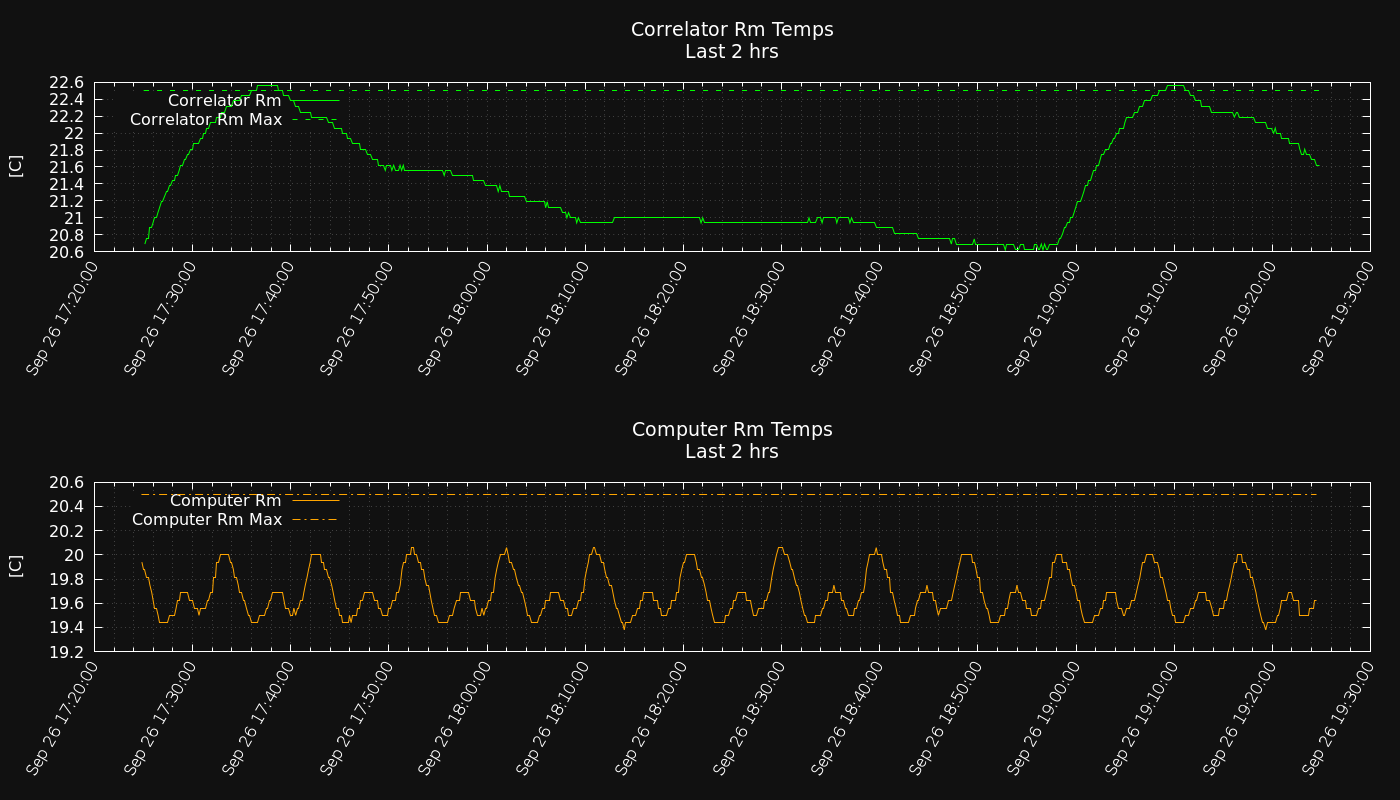 Correlator Rm Temps
Last 2 hrs
22.6
22.4
22.2
22
21.8
21.6
21.4
21.2
21
20.8
20.6
[C]
Correlator Rm
Correlator Rm Max
Sep 26 17:20:00
Sep 26 17:30:00
Sep 26 17:40:00
Sep 26 17:50:00
Sep 26 18:00:00
Sep 26 18:10:00
Sep 26 18:20:00
Sep 26 18:30:00
Sep 26 18:40:00
Sep 26 18:50:00
Sep 26 19:00:00
Sep 26 19:10:00
Sep 26 19:20:00
Sep 26 19:30:00
Computer Rm Temps
Last 2 hrs
20.6
20.4
20.2
20
19.8
19.6
19.4
19.2
[C]
Computer Rm
Computer Rm Max
Sep 26 17:20:00
Sep 26 17:30:00
Sep 26 17:40:00
Sep 26 17:50:00
Sep 26 18:00:00
Sep 26 18:10:00
Sep 26 18:20:00
Sep 26 18:30:00
Sep 26 18:40:00
Sep 26 18:50:00
Sep 26 19:00:00
Sep 26 19:10:00
Sep 26 19:20:00
Sep 26 19:30:00